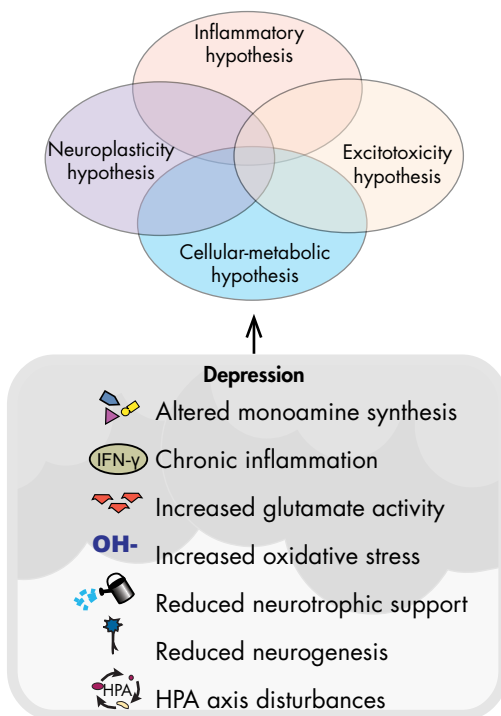 Inflammatory
hypothesis
Neuroplasticity
hypothesis
Excitotoxicity
hypothesis
Cellular-metabolic
hypothesis
Depression
Altered monoamine synthesis
IFN-γ Chronic inflammation
Increased glutamate activity
OH- Increased oxidative stress
Reduced neurotrophic support
Reduced neurogenesis
HPA HPA axis disturbances